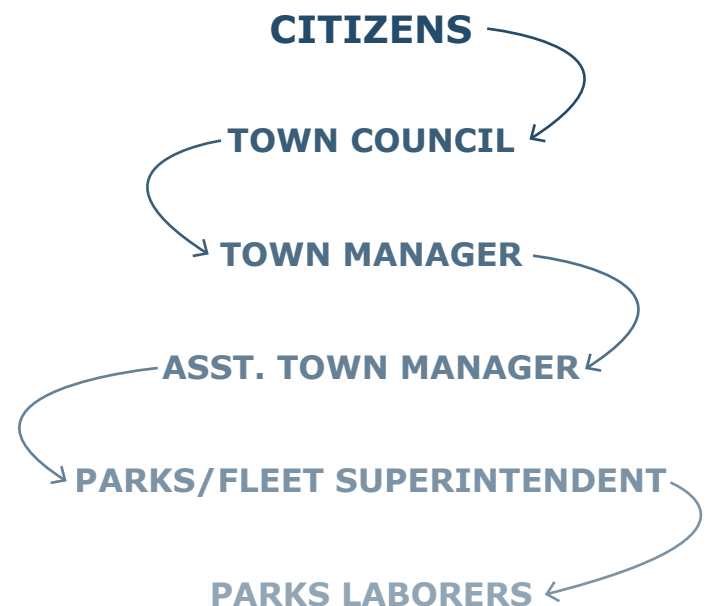 CITIZENS
TOWN COUNCIL
TOWN MANAGER
ASST. TOWN MANAGER
PARKS/FLEET SUPERINTENDENT
PARKS LABORERS